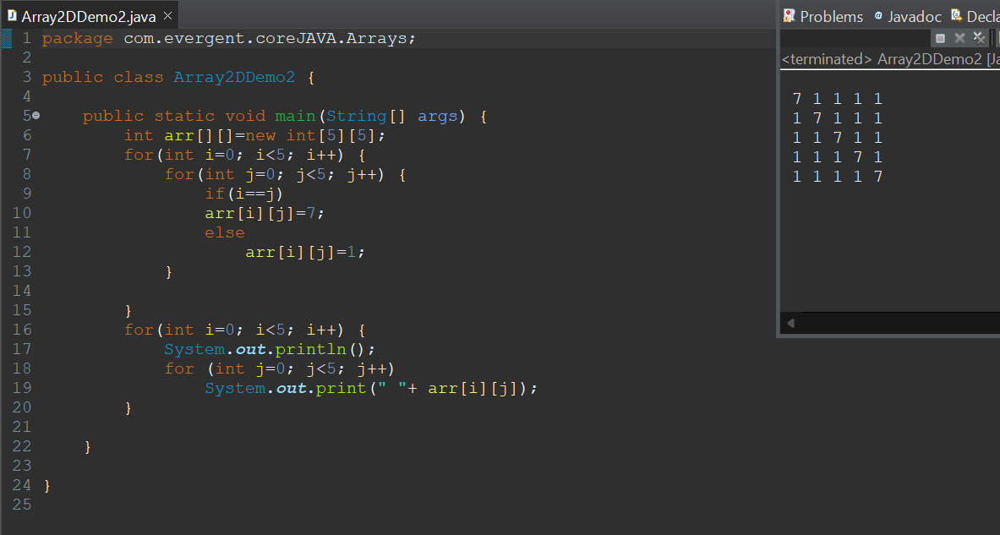 Array2DDemo2.java
1 package com.evergent.coreJAVA.Arrays;
2
3 public class Array2DDemo2 {
4
5     public static void main(String[] args) {
6         int arr[][]=new int[5][5];
7         for(int i=0; i<5; i++) {
8             for(int j=0; j<5; j++) {
9                 if(i==j)
10                 arr[i][j]=7;
11                 else
12                     arr[i][j]=1;
13             }
14
15         }
16         for(int i=0; i<5; i++) {
17             System.out.println();
18             for (int j=0; j<5; j++)
19                 System.out.print(" "+ arr[i][j]);
20         }
21
22     }
23
24 }
25
Problems Javadoc Decla
<terminated> Array2DDemo2 [Ja
7 1 1 1 1
1 7 1 1 1
1 1 7 1 1
1 1 1 7 1
1 1 1 1 7